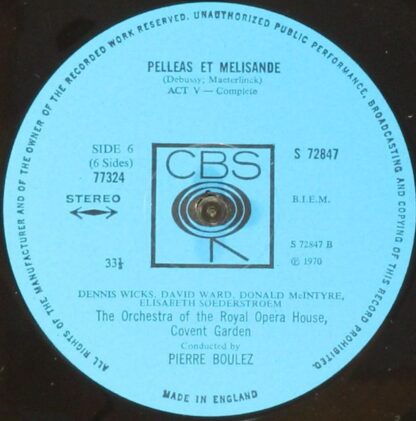 ALL RIGHTS OF THE MANUFACTURER AND OF THE OWNER OF THE RECORDED WORK RESERVED. UNAUTHORIZED PUBLIC PERFORMANCE, BROADCASTING AND COPYING OF THIS RECORD PROHIBITED.
PELLEAS ET MELISANDE
(Debussy; Maeterlinck)
ACT V — Complete
SIDE 6
(6 Sides)
77324
STEREO
33⅓
CBS
S 72847
B.I.E.M.
S 72847 B
℗ 1970
DENNIS WICKS, DAVID WARD, DONALD McINTYRE,
ELISABETH SOEDERSTROEM
The Orchestra of the Royal Opera House,
Covent Garden
Conducted by
PIERRE BOULEZ
MADE IN ENGLAND